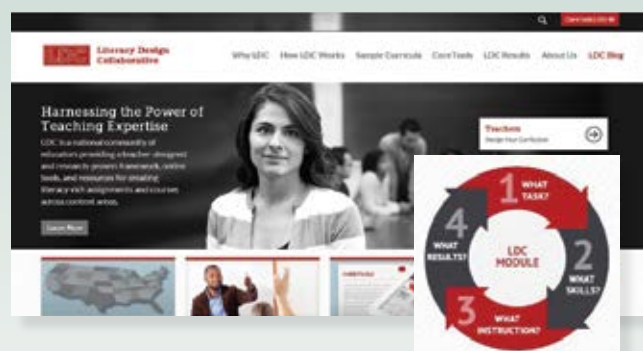 LDC
Literacy Design
Collaborative
Why LDC How LDC Works Sample Curricula CoreTools LDC Results About Us LDC Blog
Harnessing the Power of
Teaching Expertise
LDC is a national community of
educators providing a teacher-designed
and research-proven framework, online
tools, and resources for creating
literacy-rich assignments and courses
across content areas.
Learn More
Teachers
Design Your Curriculum
1 WHAT
TASK?
2
WHAT
SKILLS?
3 WHAT
INSTRUCTION?
4
WHAT
RESULTS?
LDC
MODULE